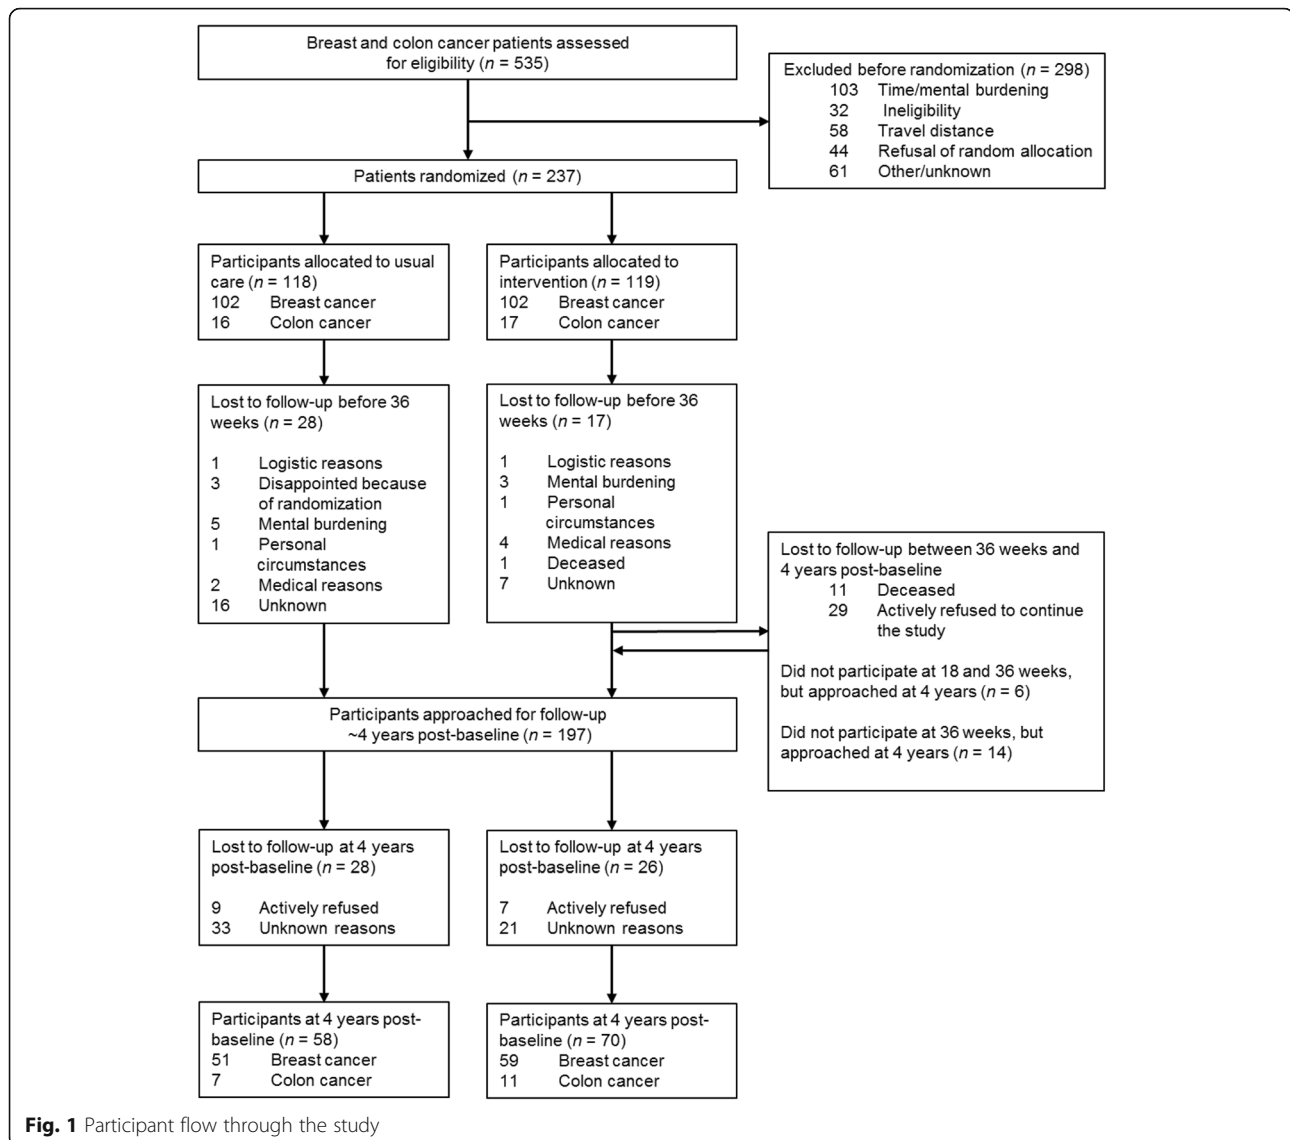 Breast and colon cancer patients assessed
for eligibility (n = 535)
Excluded before randomization (n = 298)
103 Time/mental burdening
32 Ineligibility
58 Travel distance
44 Refusal of random allocation
61 Other/unknown
Patients randomized (n = 237)
Participants allocated to usual
care (n = 118)
102 Breast cancer
16 Colon cancer
Participants allocated to
intervention (n = 119)
102 Breast cancer
17 Colon cancer
Lost to follow-up before 36
weeks (n = 28)
1 Logistic reasons
3 Disappointed because
of randomization
5 Mental burdening
1 Personal
circumstances
2 Medical reasons
16 Unknown
Lost to follow-up before 36
weeks (n = 17)
1 Logistic reasons
3 Mental burdening
1 Personal
circumstances
4 Medical reasons
1 Deceased
7 Unknown
Lost to follow-up between 36 weeks and
4 years post-baseline
11 Deceased
29 Actively refused to continue
the study
Did not participate at 18 and 36 weeks,
but approached at 4 years (n = 6)
Did not participate at 36 weeks, but
approached at 4 years (n = 14)
Participants approached for follow-up
~4 years post-baseline (n = 197)
Lost to follow-up at 4 years
post-baseline (n = 28)
9 Actively refused
33 Unknown reasons
Lost to follow-up at 4 years
post-baseline (n = 26)
7 Actively refused
21 Unknown reasons
Participants at 4 years post-
baseline (n = 58)
51 Breast cancer
7 Colon cancer
Participants at 4 years post-
baseline (n = 70)
59 Breast cancer
11 Colon cancer
Fig. 1 Participant flow through the study